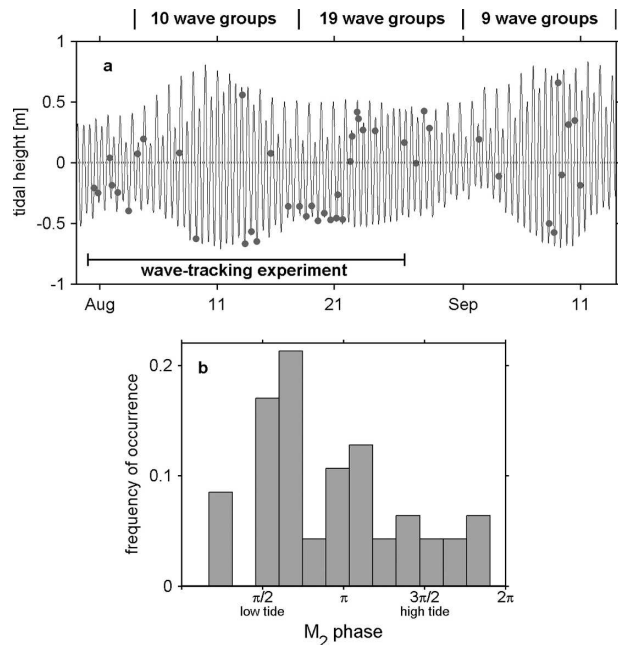 10 wave groups 19 wave groups 9 wave groups
a
tidal height [m]
1
0.5
0
-0.5
-1
wave-tracking experiment
Aug 11 21 Sep 11
b
frequency of occurrence
0.2
0.1
0
π/2 π 3π/2 2π
low tide high tide
M₂ phase